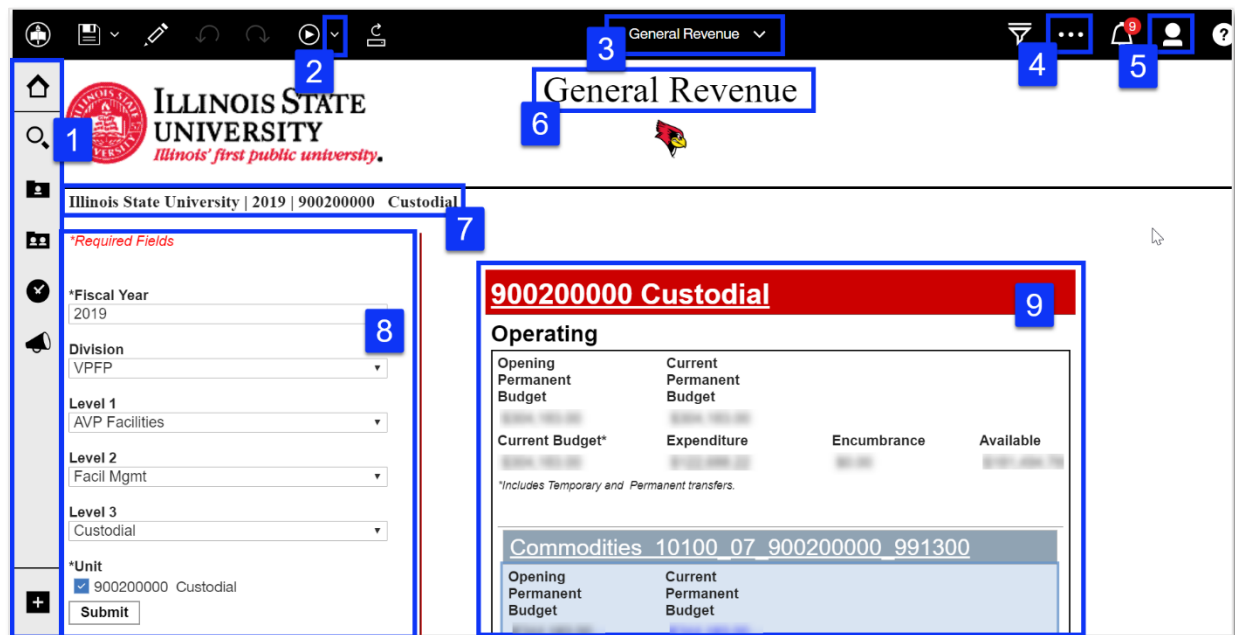 General Revenue
9
?
2
3
4
5
ILLINOIS STATE
UNIVERSITY
Illinois' first public university.
General Revenue
6
1
Illinois State University | 2019 | 900200000 Custodial
7
*Required Fields
*Fiscal Year
2019
8
Division
VPFP
Level 1
AVP Facilities
Level 2
Facil Mgmt
Level 3
Custodial
*Unit
900200000 Custodial
Submit
900200000 Custodial
9
Operating
Opening
Permanent
Budget
Current
Permanent
Budget
Current Budget*
Expenditure
Encumbrance
Available
*Includes Temporary and Permanent transfers.
Commodities 10100_07_900200000_991300
Opening
Permanent
Budget
Current
Permanent
Budget